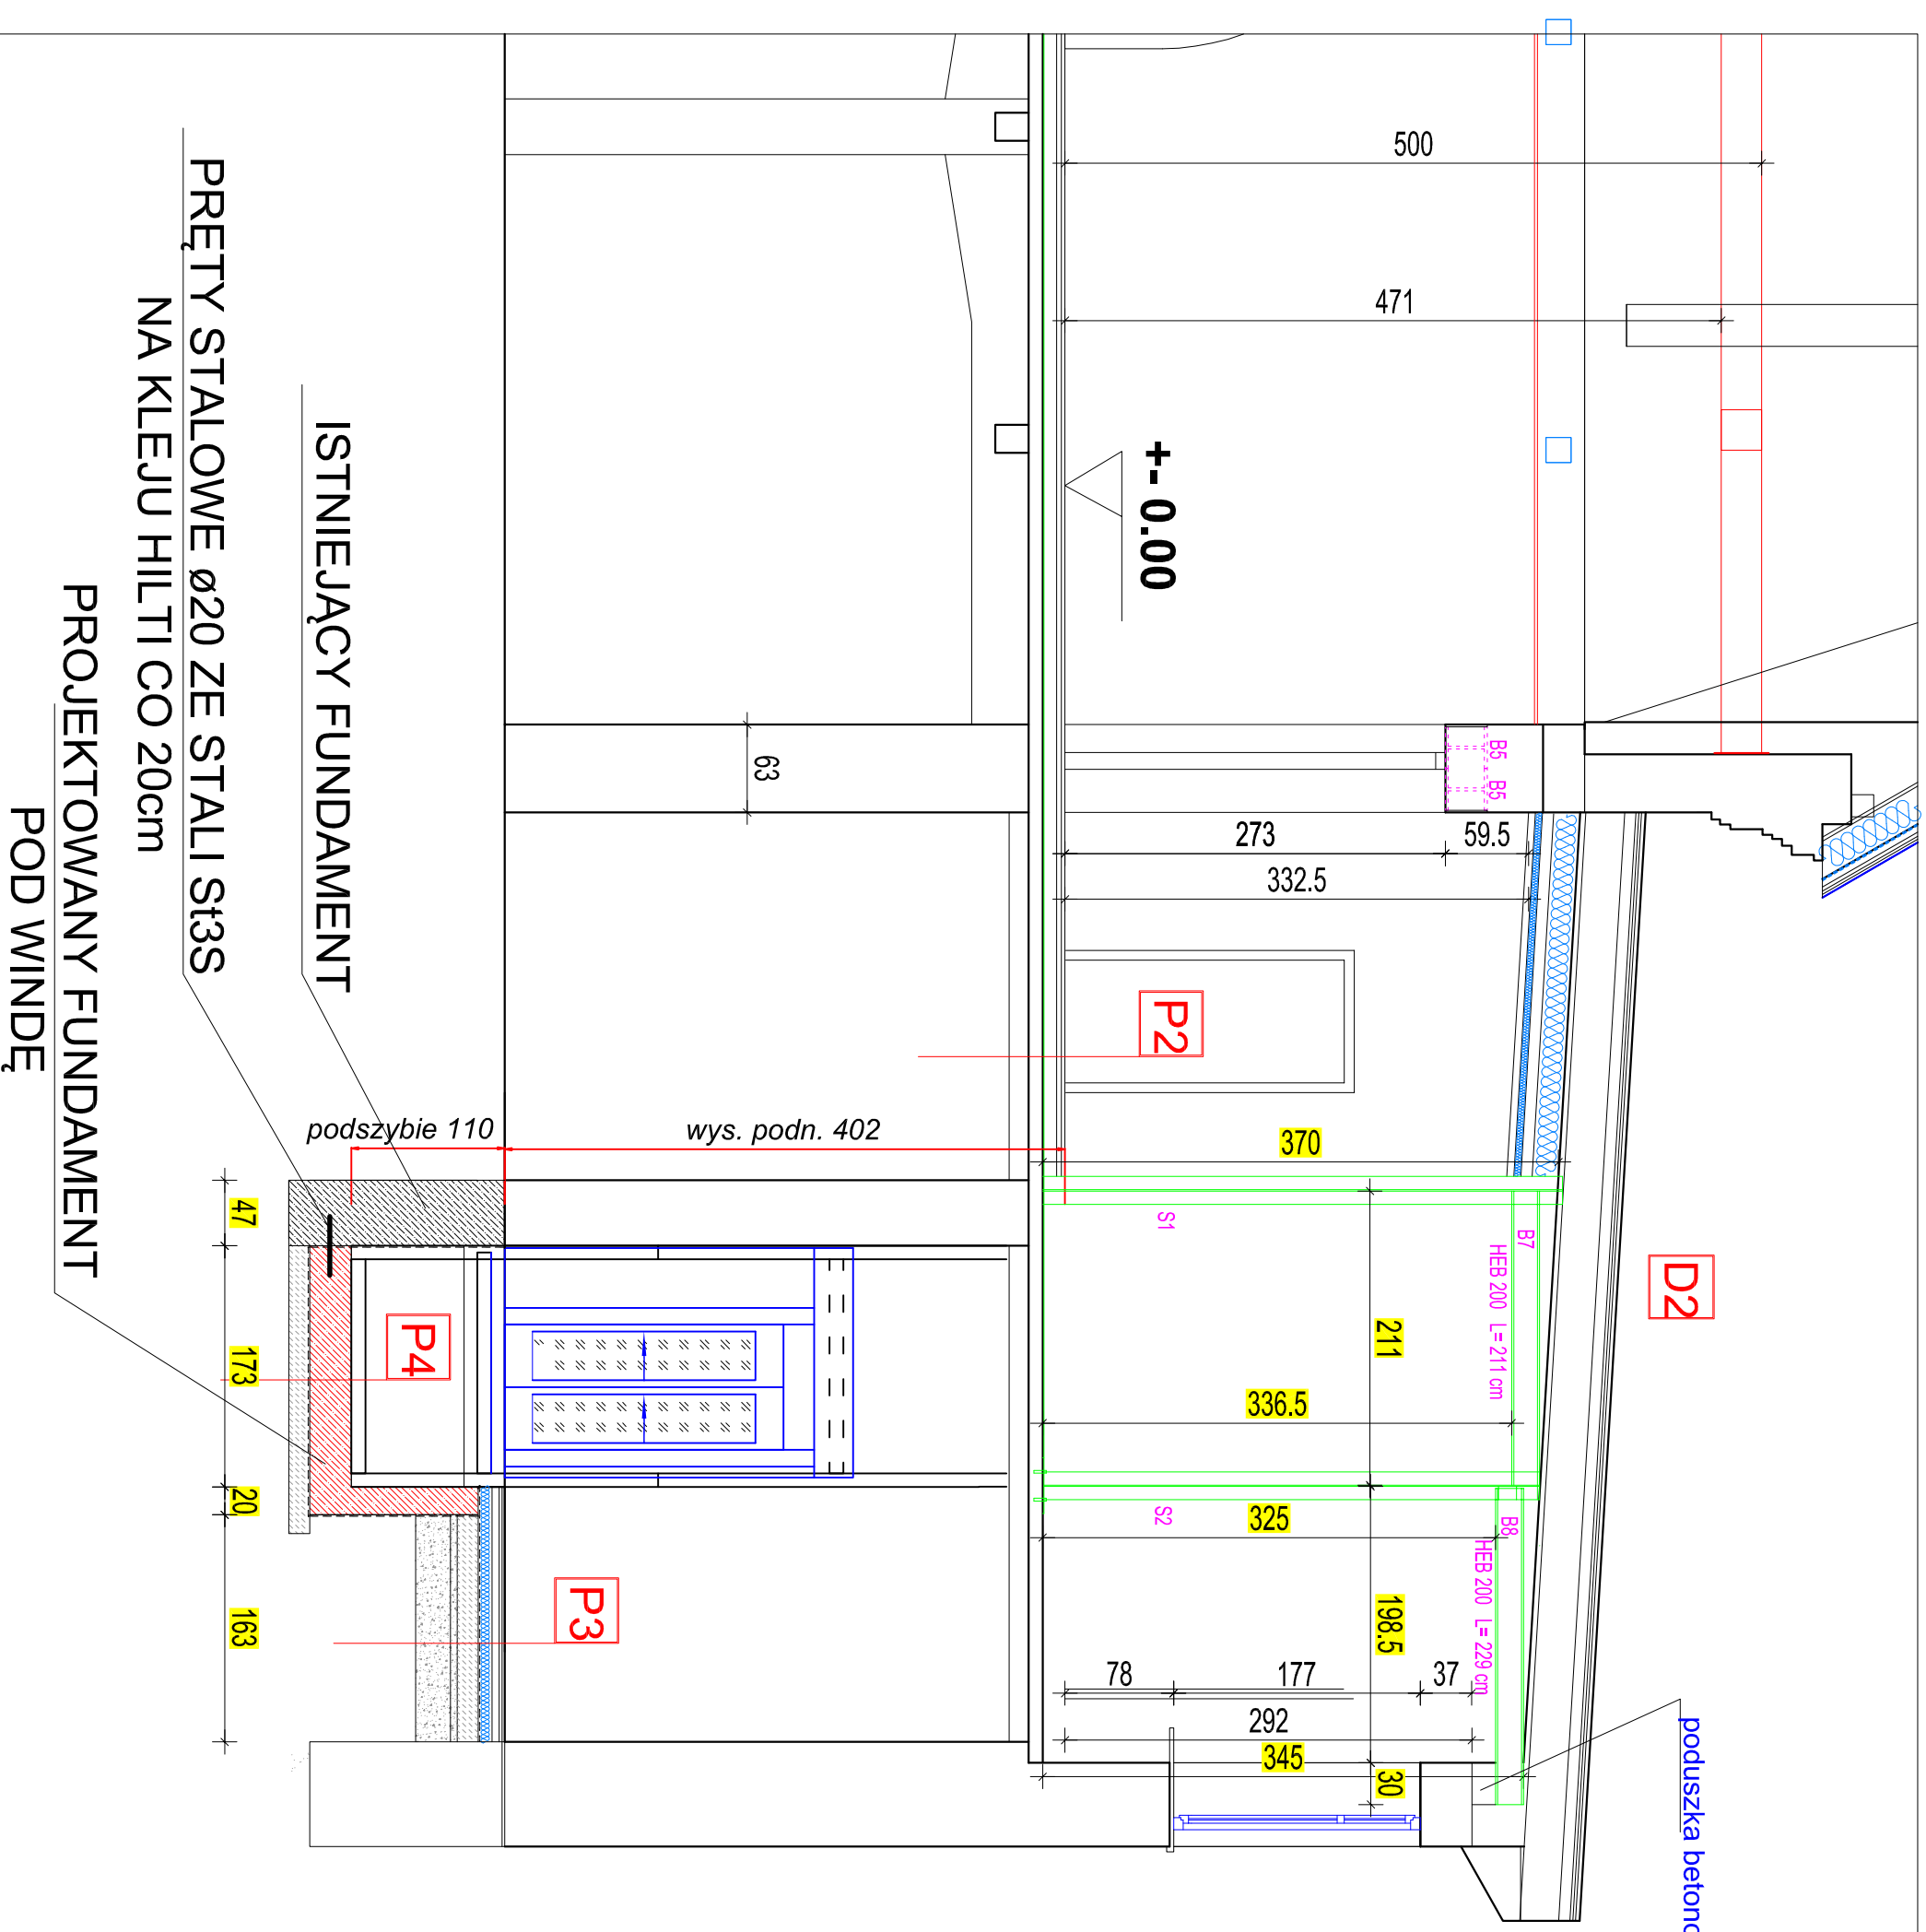 500
471
+- 0.00
B5
B5
63
273
59.5
332.5
P2
370
podszybie 110
wys. podn. 402
S1
B7
HEB 200 L= 211 cm
D2
211
336.5
47
173
20
163
P4
P3
S2
325
B8
HEB 200 L= 229 cm
198.5
78
177
37
292
345
30
ISTNIEJĄCY FUNDAMENT
PRĘTY STALOWE ø20 ZE STALI St3S
NA KLEJU HILTI CO 20cm
PROJEKTOWANY FUNDAMENT
POD WINDĘ
poduszka